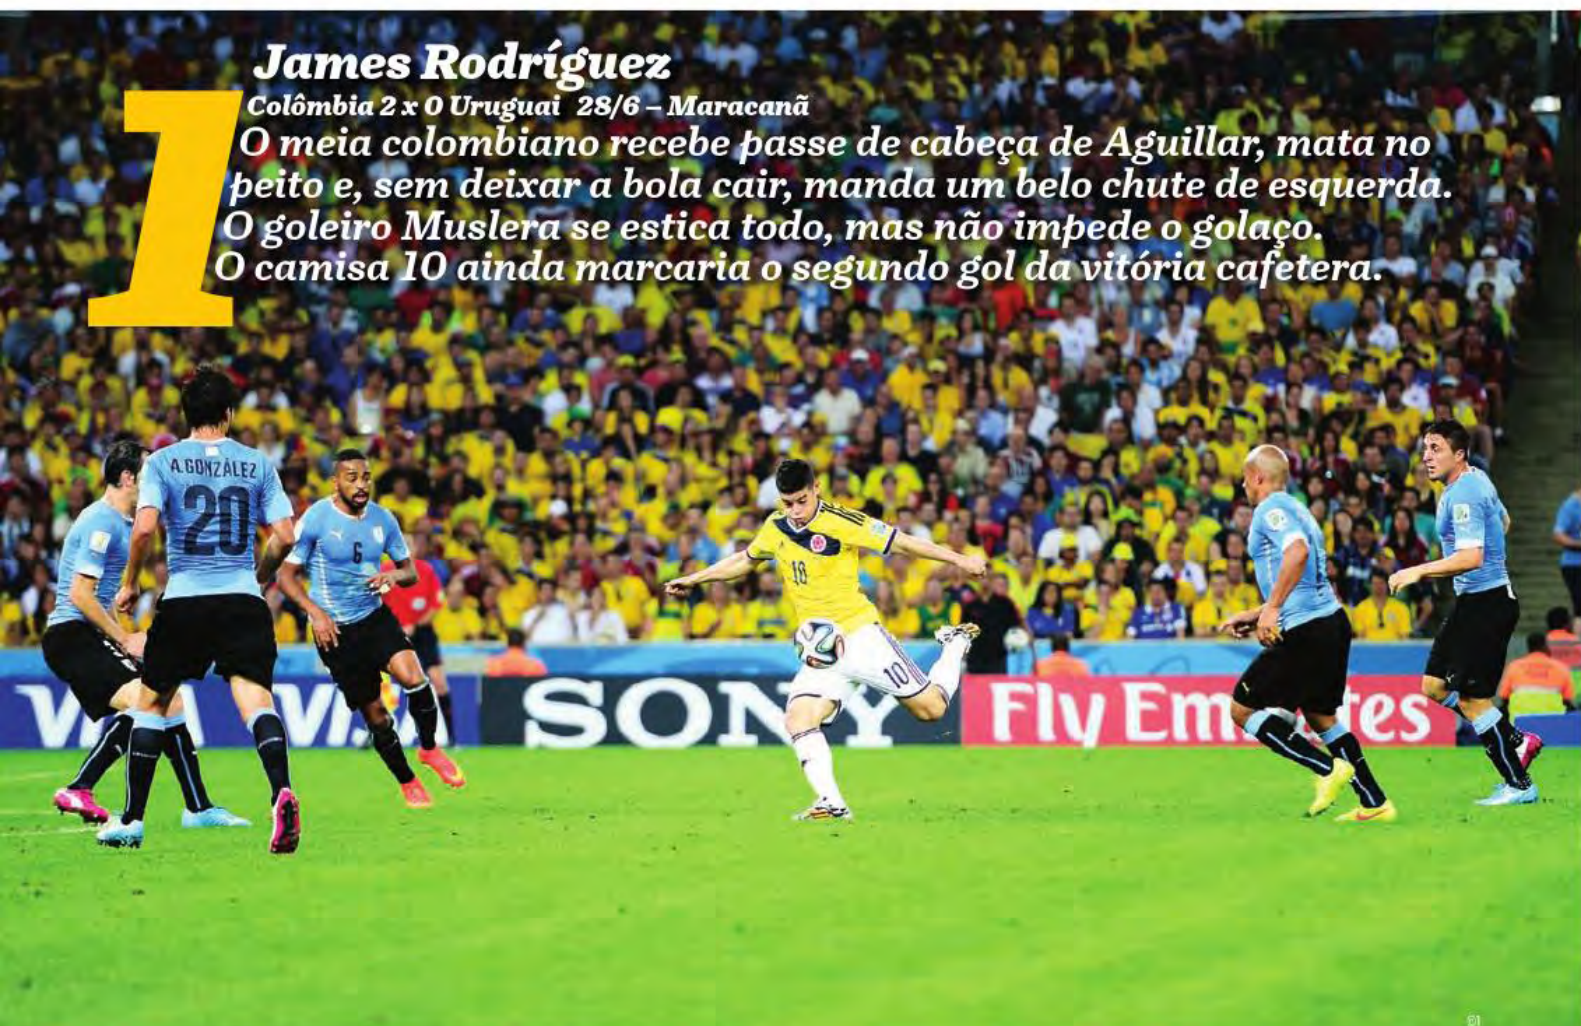 1
James Rodríguez
Colômbia 2 x 0 Uruguai 28/6 – Maracanã
O meia colombiano recebe passe de cabeça de Aguillar, mata no
peito e, sem deixar a bola cair, manda um belo chute de esquerda.
O goleiro Muslera se estica todo, mas não impede o golaço.
O camisa 10 ainda marcaria o segundo gol da vitória cafetera.
A.GONZÁLEZ
20
6
10
10
VISA
SONY
Fly Emirates